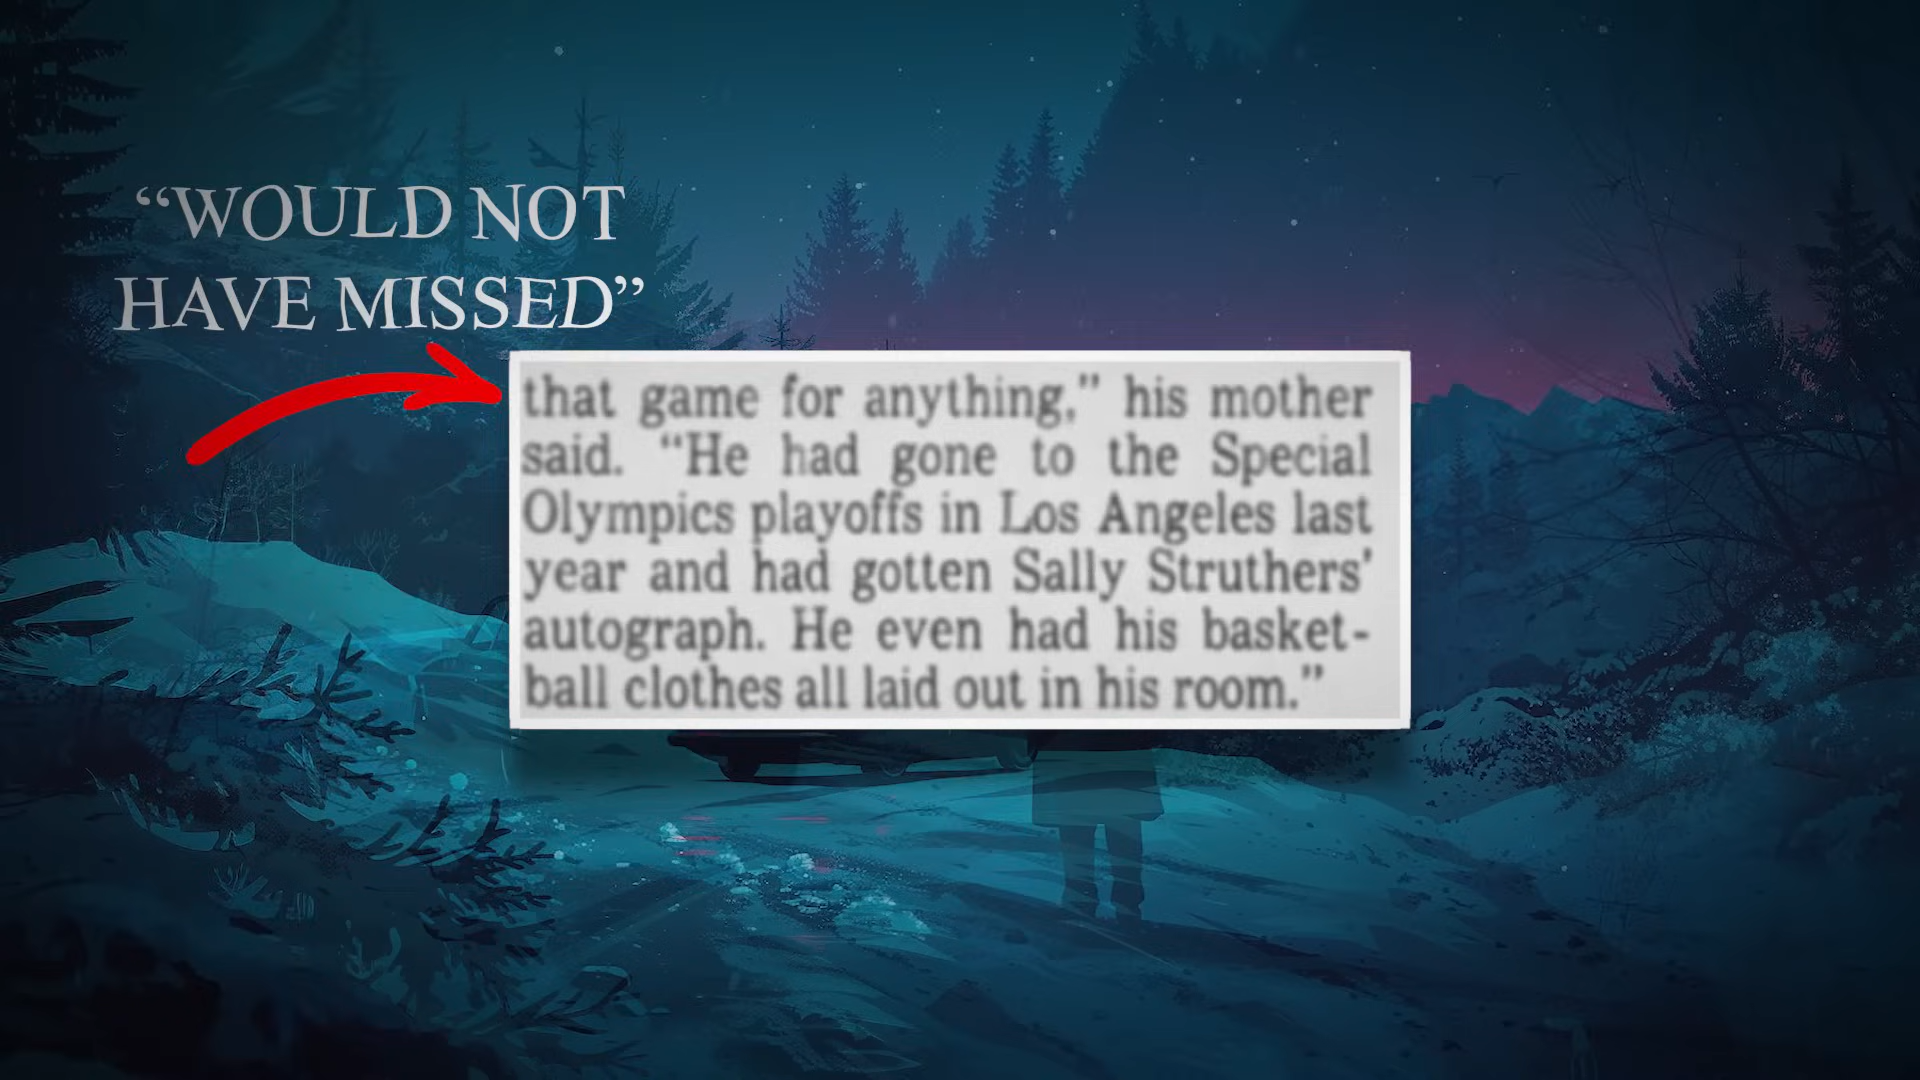 “WOULD NOT
HAVE MISSED”
that game for anything,” his mother
said. “He had gone to the Special
Olympics playoffs in Los Angeles last
year and had gotten Sally Struthers’
autograph. He even had his basket-
ball clothes all laid out in his room.”